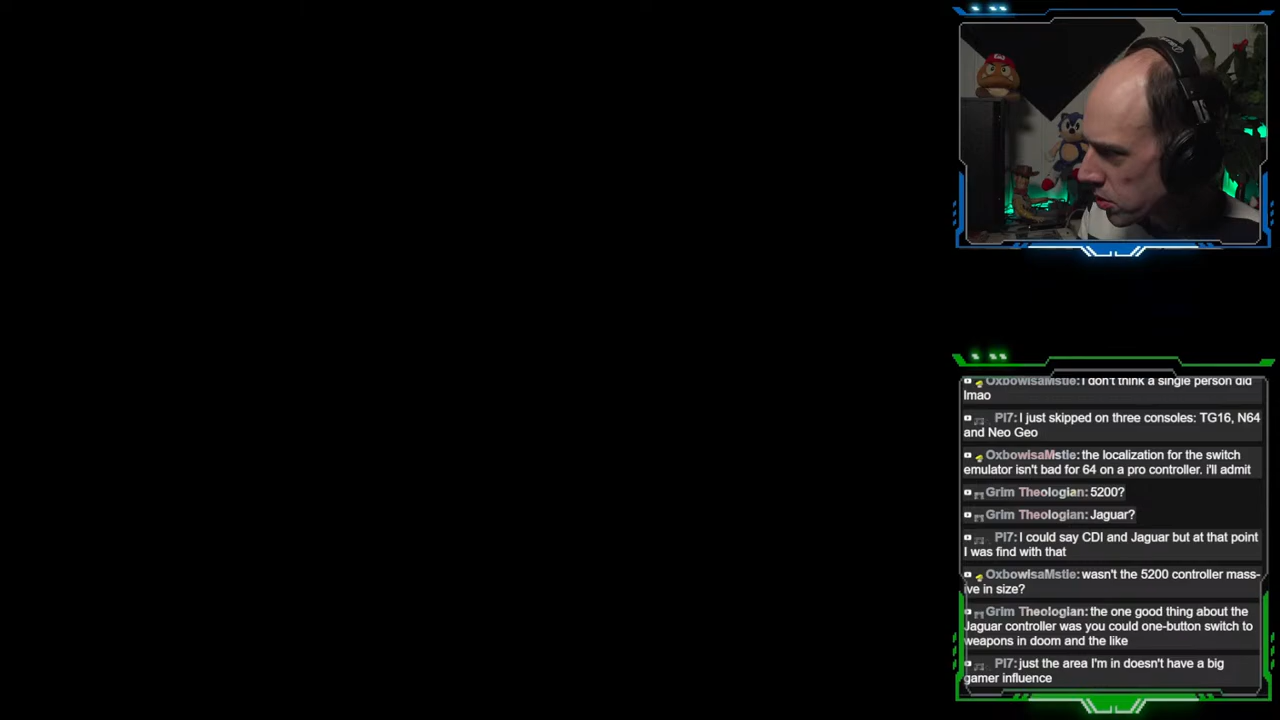 OxbowisaMstie: I don't think a single person did
lmao
PI7: I just skipped on three consoles: TG16, N64
and Neo Geo
OxbowisaMstie: the localization for the switch
emulator isn't bad for 64 on a pro controller. i'll admit
Grim Theologian: 5200?
Grim Theologian: Jaguar?
PI7: I could say CDI and Jaguar but at that point
I was find with that
OxbowisaMstie: wasn't the 5200 controller mass-
ive in size?
Grim Theologian: the one good thing about the
Jaguar controller was you could one-button switch to
weapons in doom and the like
PI7: just the area I'm in doesn't have a big
gamer influence